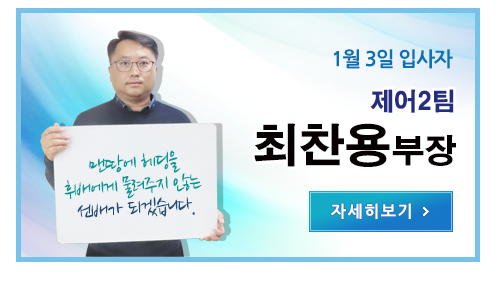 1월 3일 입사자
제어2팀
최찬용부장
자세히보기 >
맨땅에 헤딩을
후배에게 물려주지 않는
선배가 되겠습니다.